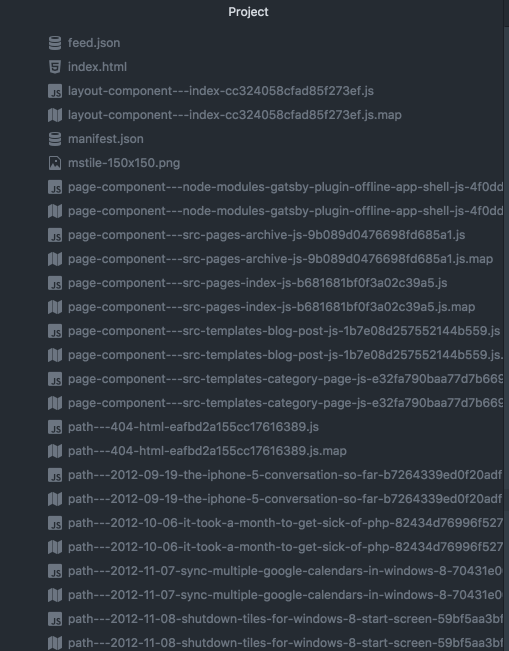 Project
feed.json
index.html
layout-component---index-cc324058cfad85f273ef.js
layout-component---index-cc324058cfad85f273ef.js.map
manifest.json
mstile-150x150.png
page-component---node-modules-gatsby-plugin-offline-app-shell-js-4f0dd
page-component---node-modules-gatsby-plugin-offline-app-shell-js-4f0dd
page-component---src-pages-archive-js-9b089d0476698fd685a1.js
page-component---src-pages-archive-js-9b089d0476698fd685a1.js.map
page-component---src-pages-index-js-b681681bf0f3a02c39a5.js
page-component---src-pages-index-js-b681681bf0f3a02c39a5.js.map
page-component---src-templates-blog-post-js-1b7e08d257552144b559.js
page-component---src-templates-blog-post-js-1b7e08d257552144b559.js.
page-component---src-templates-category-page-js-e32fa790baa77d7b669
page-component---src-templates-category-page-js-e32fa790baa77d7b669
path---404-html-eafbd2a155cc17616389.js
path---404-html-eafbd2a155cc17616389.js.map
path---2012-09-19-the-iphone-5-conversation-so-far-b7264339ed0f20adf
path---2012-09-19-the-iphone-5-conversation-so-far-b7264339ed0f20adf
path---2012-10-06-it-took-a-month-to-get-sick-of-php-82434d76996f527
path---2012-10-06-it-took-a-month-to-get-sick-of-php-82434d76996f527
path---2012-11-07-sync-multiple-google-calendars-in-windows-8-70431e0
path---2012-11-07-sync-multiple-google-calendars-in-windows-8-70431e0
path---2012-11-08-shutdown-tiles-for-windows-8-start-screen-59bf5aa3bf
path---2012-11-08-shutdown-tiles-for-windows-8-start-screen-59bf5aa3bf